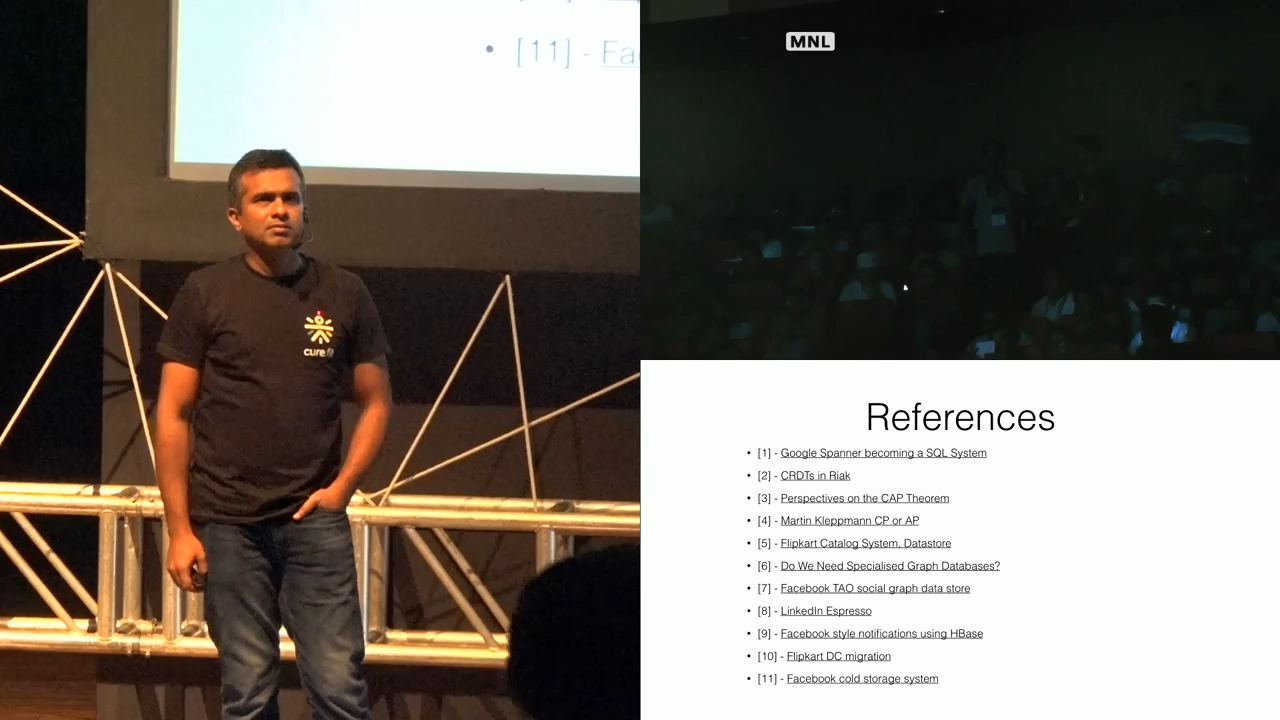 • [11] - Fa
cure.fit
MNL
References
• [1] - Google Spanner becoming a SQL System
• [2] - CRDTs in Riak
• [3] - Perspectives on the CAP Theorem
• [4] - Martin Kleppmann CP or AP
• [5] - Flipkart Catalog System, Datastore
• [6] - Do We Need Specialised Graph Databases?
• [7] - Facebook TAO social graph data store
• [8] - LinkedIn Espresso
• [9] - Facebook style notifications using HBase
• [10] - Flipkart DC migration
• [11] - Facebook cold storage system